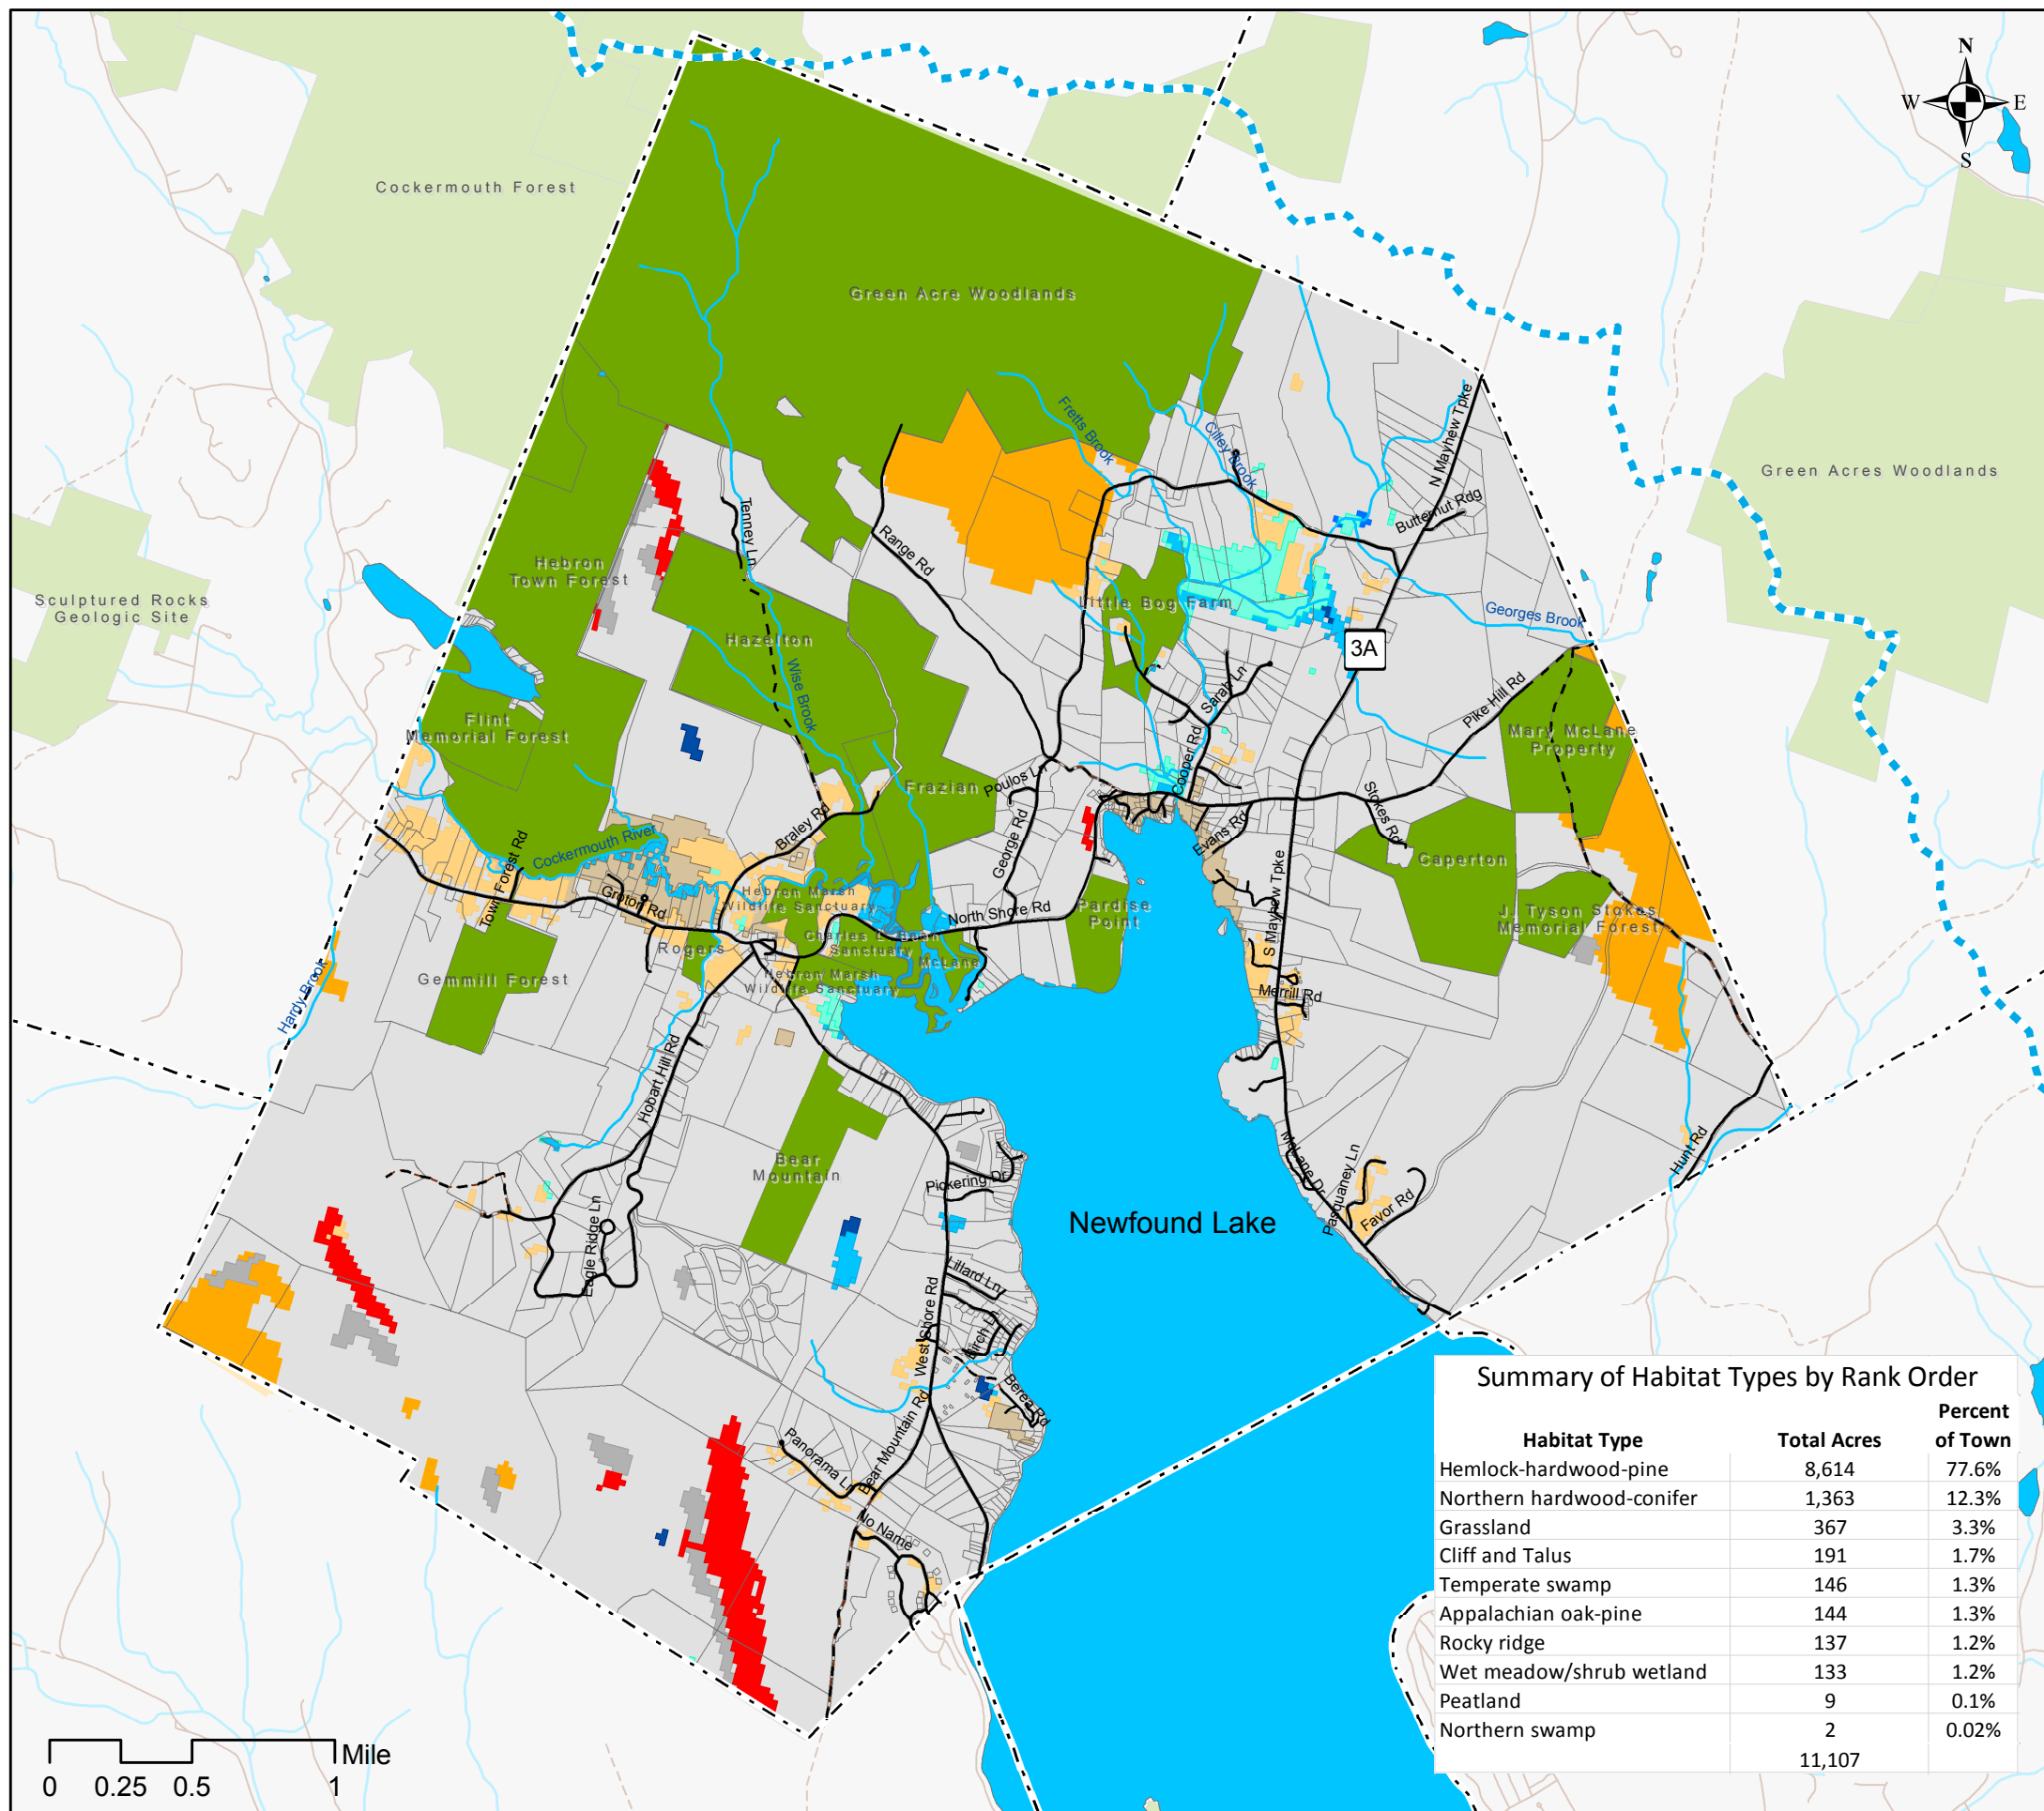 N
W E
S
Cockermouth Forest
Green Acre Woodlands
Fretts Brook
Cilley Brook
N Mayhew Tpke
Butternut Rdg
Green Acres Woodlands
Tenney Ln
Range Rd
Hebron
Town Forest
Sculptured Rocks
Geologic Site
Little Bog Farm
Georges Brook
3A
Hazelton
Wise Brook
Sarah Ln
Pike Hill Rd
Flint
Memorial Forest
Mary McLane
Property
Cooper Rd
Poulos Ln
Frazian
Braley Rd
George Rd
Evans Rd
Stokes Rd
Cockermouth River
Caperton
Town Forest Rd
Groton Rd
Hebron Marsh
Wildlife Sanctuary
North Shore Rd
Pardise
Point
S Mayhew Tpke
J. Tyson Stokes
Memorial Forest
Rogers
Charles L. Bean
Sanctuary
McLane
Hebron Marsh
Wildlife Sanctuary
Gemmill Forest
Hardy Brook
Merrill Rd
Hobart Hill Rd
Bear
Mountain
Pickering Dr
McLane Dr
Pasquaney Ln
Favor Rd
Hunt Rd
Newfound Lake
Eagle Ridge Ln
Lillard Ln
West Shore Rd
Birch Ln
Berea Rd
Bear Mountain Rd
Panorama Ln
No Name
Summary of Habitat Types by Rank Order
Habitat Type Total Acres Percent of Town
Hemlock-hardwood-pine 8,614 77.6%
Northern hardwood-conifer 1,363 12.3%
Grassland 367 3.3%
Cliff and Talus 191 1.7%
Temperate swamp 146 1.3%
Appalachian oak-pine 144 1.3%
Rocky ridge 137 1.2%
Wet meadow/shrub wetland 133 1.2%
Peatland 9 0.1%
Northern swamp 2 0.02%
11,107
Mile
0 0.25 0.5 1